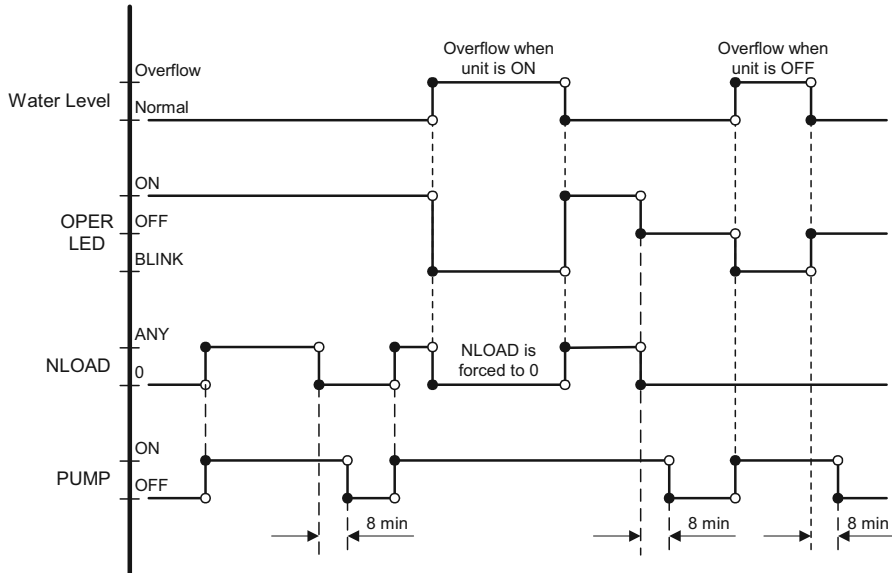 Overflow when
unit is ON
Overflow when
unit is OFF
Water Level
Overflow
Normal
OPER
LED
ON
OFF
BLINK
NLOAD
ANY
0
NLOAD is
forced to 0
PUMP
ON
OFF
8 min
8 min
8 min